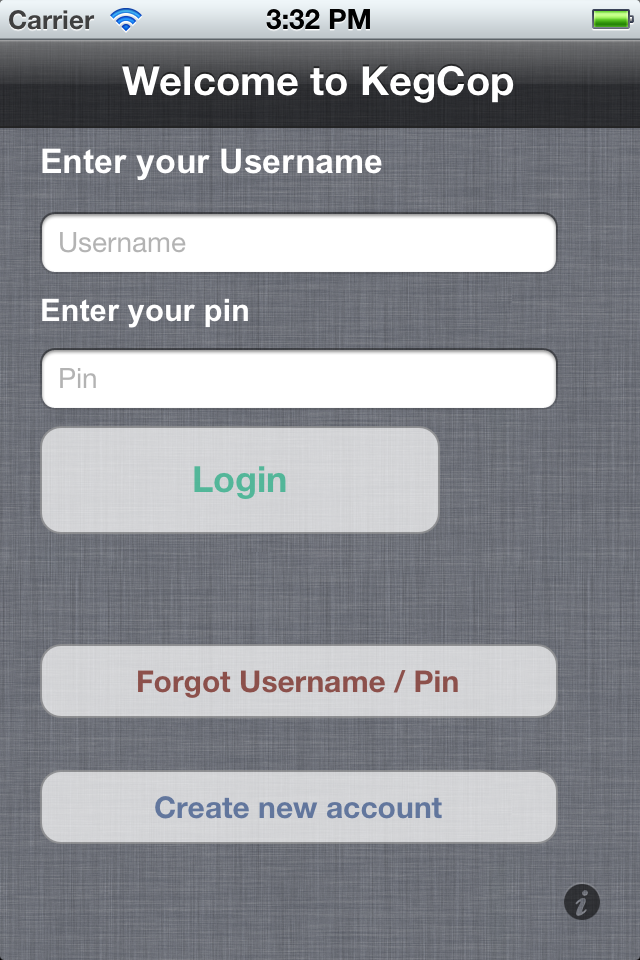 Carrier 3:32 PM
Welcome to KegCop
Enter your Username
Username
Enter your pin
Pin
Login
Forgot Username / Pin
Create new account
i